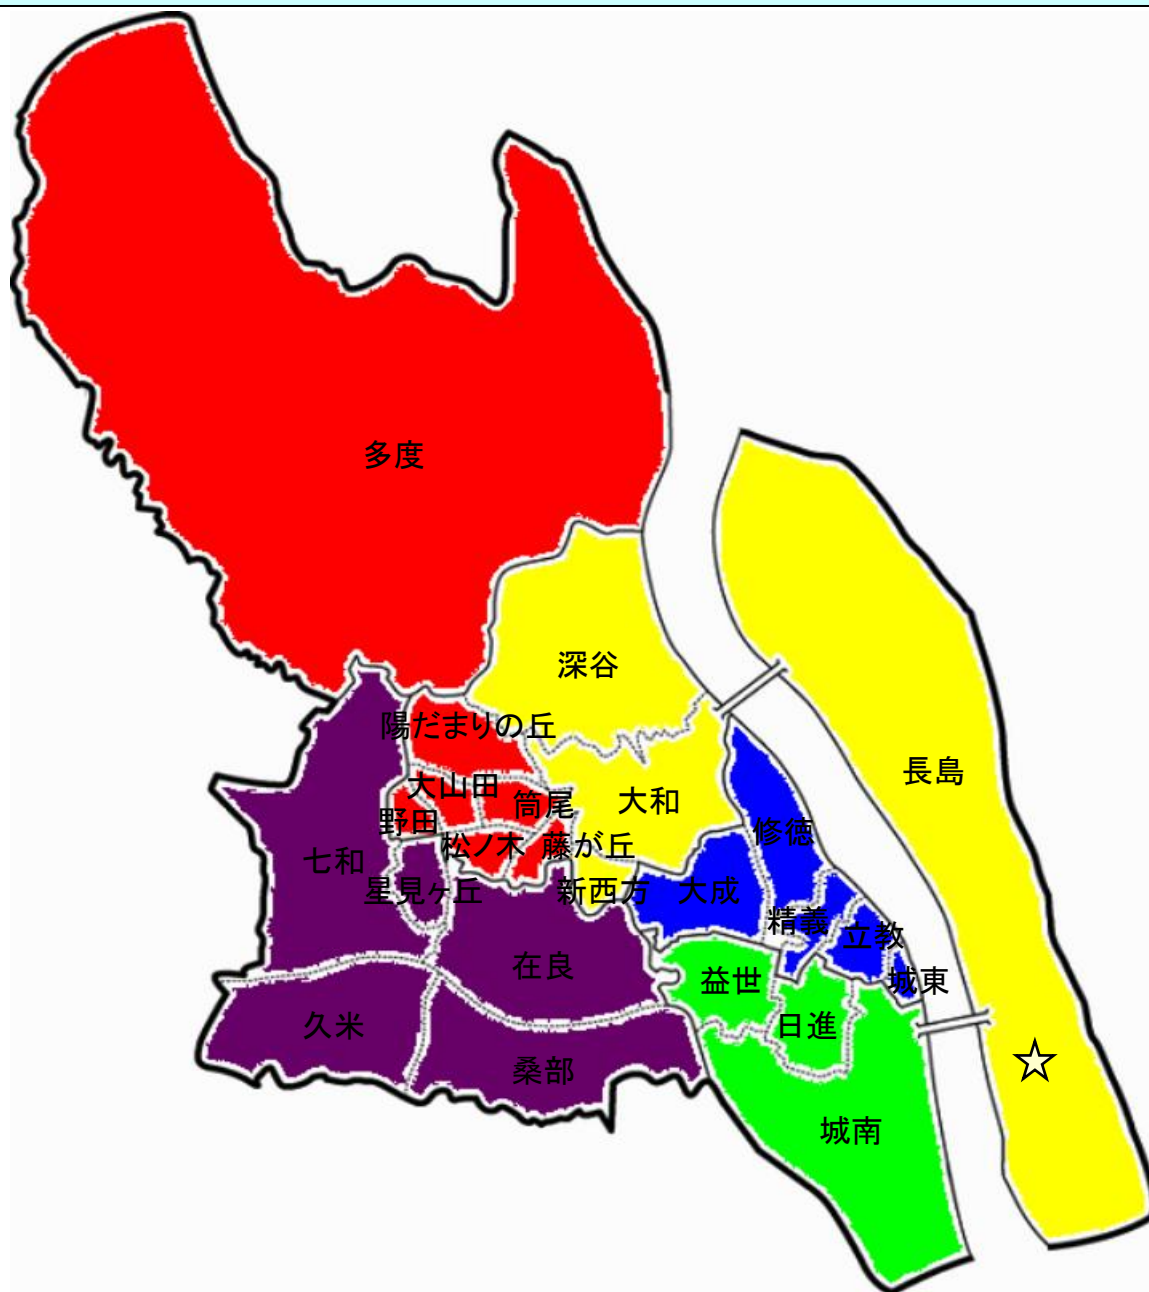 多度
深谷
陽だまりの丘
長島
大山田
大和
筒尾
野田
修徳
松ノ木
藤が丘
七和
星見ヶ丘
新西方
大成
精義
立教
在良
益世
城東
久米
日進
桑部
城南